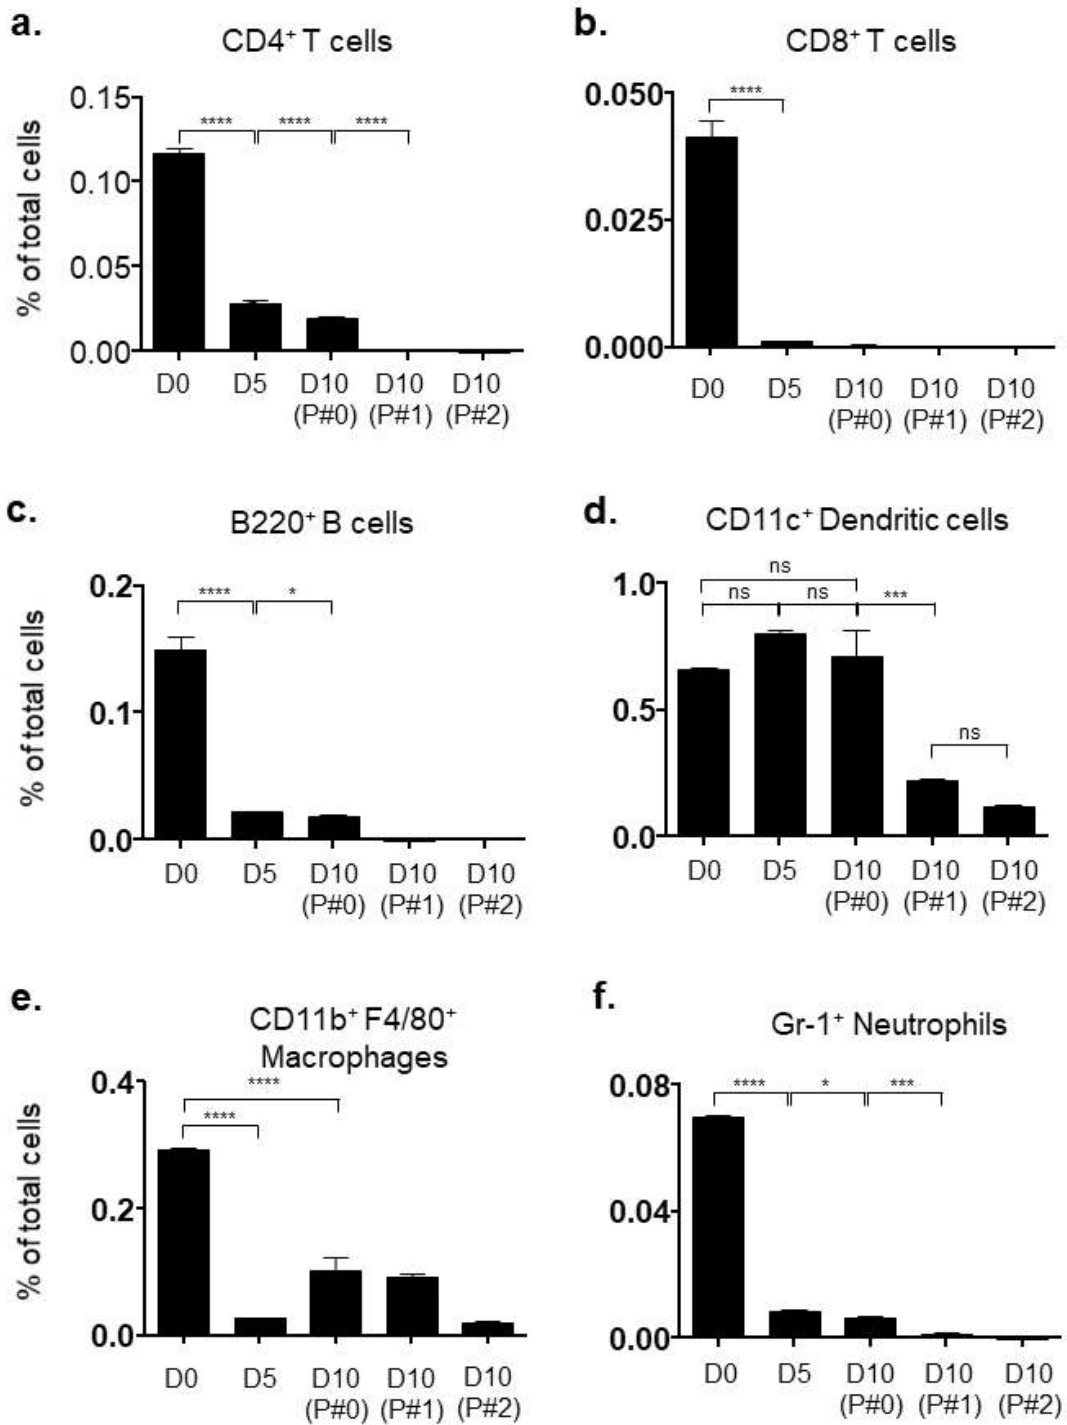 a.
CD4⁺ T cells
% of total cells
0.15
0.10
0.05
0.00
****
****
****
D0
D5
D10
(P#0)
D10
(P#1)
D10
(P#2)
b.
CD8⁺ T cells
0.050
0.025
0.000
****
D0
D5
D10
(P#0)
D10
(P#1)
D10
(P#2)
c.
B220⁺ B cells
% of total cells
0.2
0.1
0.0
****
*
D0
D5
D10
(P#0)
D10
(P#1)
D10
(P#2)
d.
CD11c⁺ Dendritic cells
1.0
0.5
0.0
ns
ns
ns
***
ns
D0
D5
D10
(P#0)
D10
(P#1)
D10
(P#2)
e.
CD11b⁺ F4/80⁺
Macrophages
% of total cells
0.4
0.2
0.0
****
****
D0
D5
D10
(P#0)
D10
(P#1)
D10
(P#2)
f.
Gr-1⁺ Neutrophils
0.08
0.04
0.00
****
*
***
D0
D5
D10
(P#0)
D10
(P#1)
D10
(P#2)